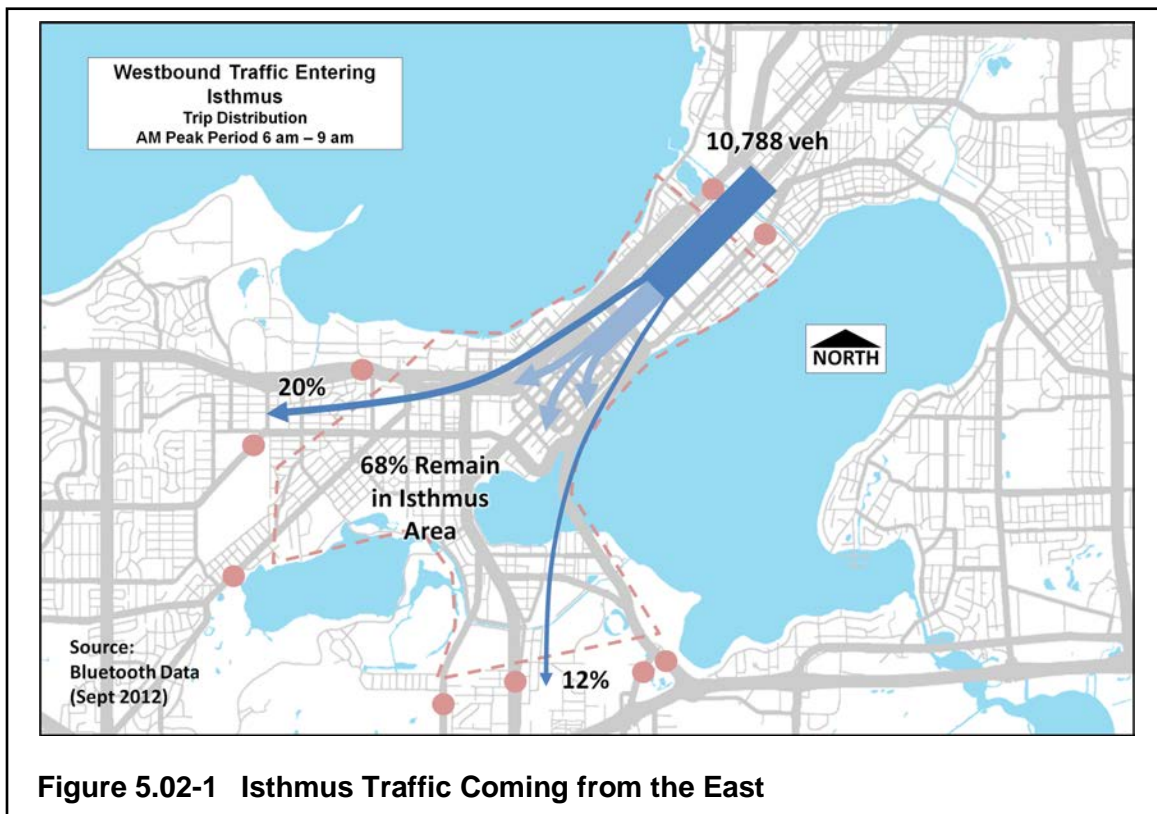 Westbound Traffic Entering
Isthmus
Trip Distribution
AM Peak Period 6 am – 9 am
10,788 veh
NORTH
20%
68% Remain
in Isthmus
Area
Source:
Bluetooth Data
(Sept 2012)
12%
Figure 5.02-1 Isthmus Traffic Coming from the East